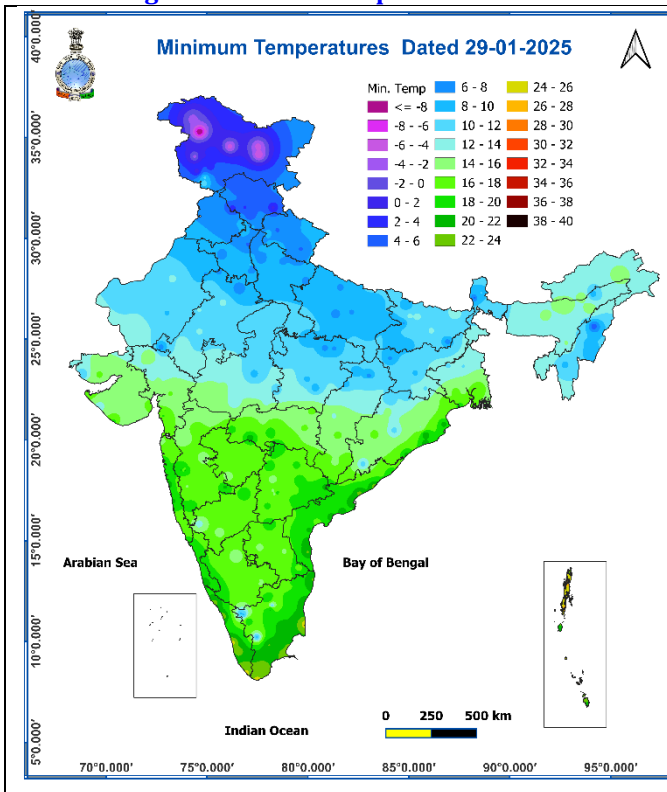 Minimum Temperatures Dated 29-01-2025
Min. Temp
<= -8
-8 - -6
-6 - -4
-4 - -2
-2 - 0
0 - 2
2 - 4
4 - 6
6 - 8
8 - 10
10 - 12
12 - 14
14 - 16
16 - 18
18 - 20
20 - 22
22 - 24
24 - 26
26 - 28
28 - 30
30 - 32
32 - 34
34 - 36
36 - 38
38 - 40
40°0.000'
35°0.000'
30°0.000'
25°0.000'
20°0.000'
15°0.000'
10°0.000'
5°0.000'
Arabian Sea
Bay of Bengal
Indian Ocean
0 250 500 km
70°0.000' 75°0.000' 80°0.000' 85°0.000' 90°0.000' 95°0.000'